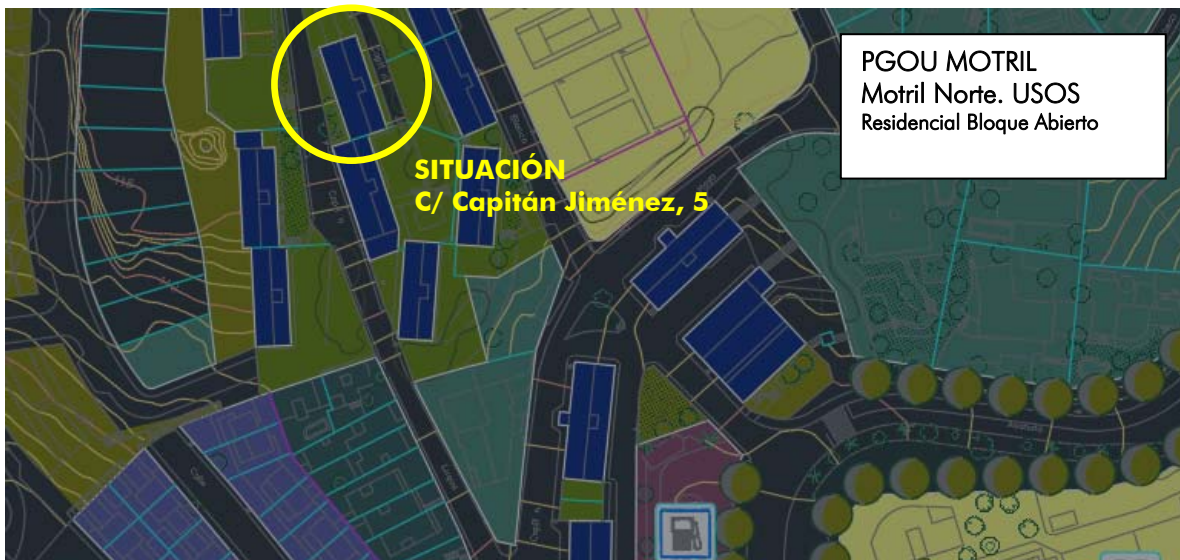 PGOU MOTRIL
Motril Norte. USOS
Residencial Bloque Abierto
SITUACIÓN
C/ Capitán Jiménez, 5